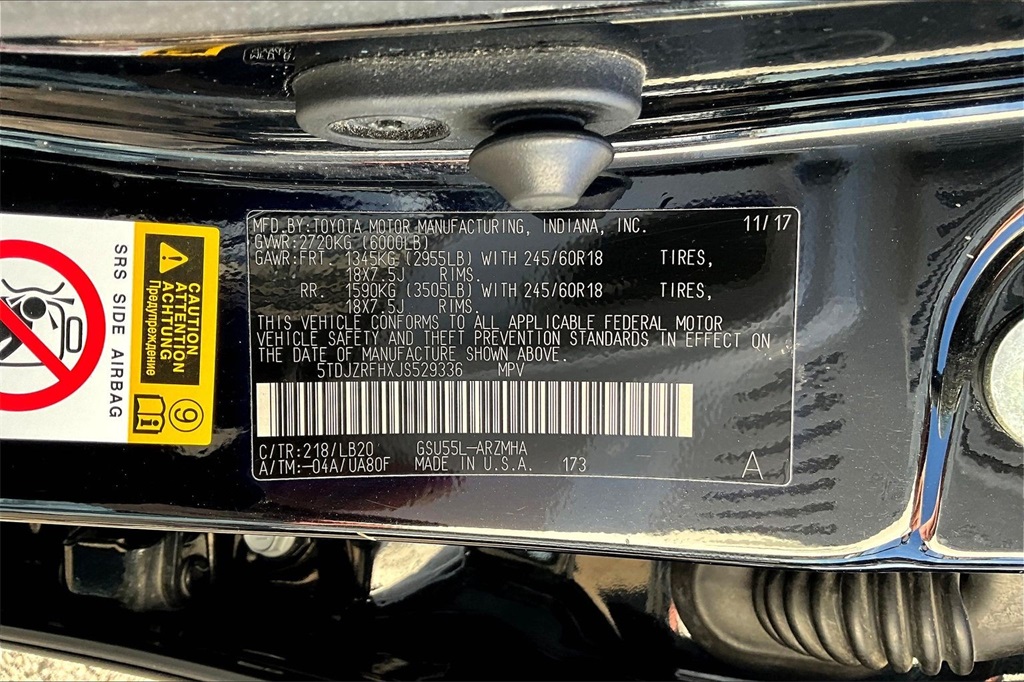 MFD.BY:TOYOTA MOTOR MANUFACTURING, INDIANA, INC. 11/17
GVWR:2720KG (6000LB)
GAWR:FRT. 1345KG (2955LB) WITH 245/60R18 TIRES,
18X7.5J RIMS.
RR. 1590KG (3505LB) WITH 245/60R18 TIRES,
18X7.5J RIMS.
THIS VEHICLE CONFORMS TO ALL APPLICABLE FEDERAL MOTOR
VEHICLE SAFETY AND THEFT PREVENTION STANDARDS IN EFFECT ON
THE DATE OF MANUFACTURE SHOWN ABOVE.
5TDJZRFHXJS529336 MPV
C/TR:218/LB20 GSU55L-ARZMHA
A/TM:-04A/UA80F MADE IN U.S.A. 173 A
SRS SIDE AIRBAG
CAUTION
ATTENTION
ACHTUNG
Предупреждение
9